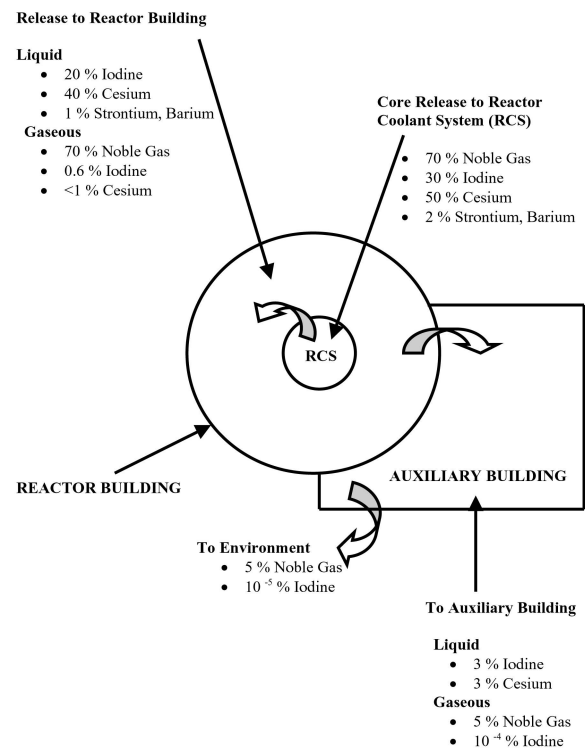 Release to Reactor Building
Liquid
• 20 % Iodine
• 40 % Cesium
• 1 % Strontium, Barium
Gaseous
• 70 % Noble Gas
• 0.6 % Iodine
• <1 % Cesium
Core Release to Reactor
Coolant System (RCS)
• 70 % Noble Gas
• 30 % Iodine
• 50 % Cesium
• 2 % Strontium, Barium
RCS
REACTOR BUILDING
AUXILIARY BUILDING
To Environment
• 5 % Noble Gas
• 10 ⁻⁵ % Iodine
To Auxiliary Building
Liquid
• 3 % Iodine
• 3 % Cesium
Gaseous
• 5 % Noble Gas
• 10 ⁻⁴ % Iodine